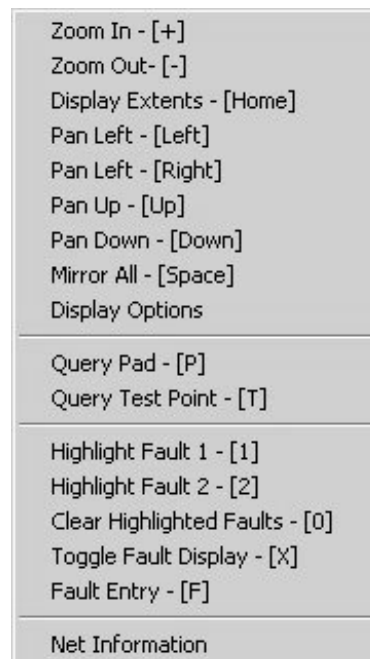 Zoom In - [+]
Zoom Out- [-]
Display Extents - [Home]
Pan Left - [Left]
Pan Left - [Right]
Pan Up - [Up]
Pan Down - [Down]
Mirror All - [Space]
Display Options
Query Pad - [P]
Query Test Point - [T]
Highlight Fault 1 - [1]
Highlight Fault 2 - [2]
Clear Highlighted Faults - [0]
Toggle Fault Display - [X]
Fault Entry - [F]
Net Information